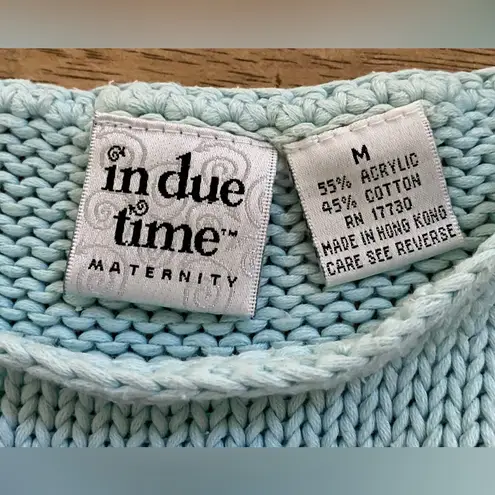 in due
time™
MATERNITY
M
55% ACRYLIC
45% COTTON
RN 17730
MADE IN HONG KONG
CARE SEE REVERSE